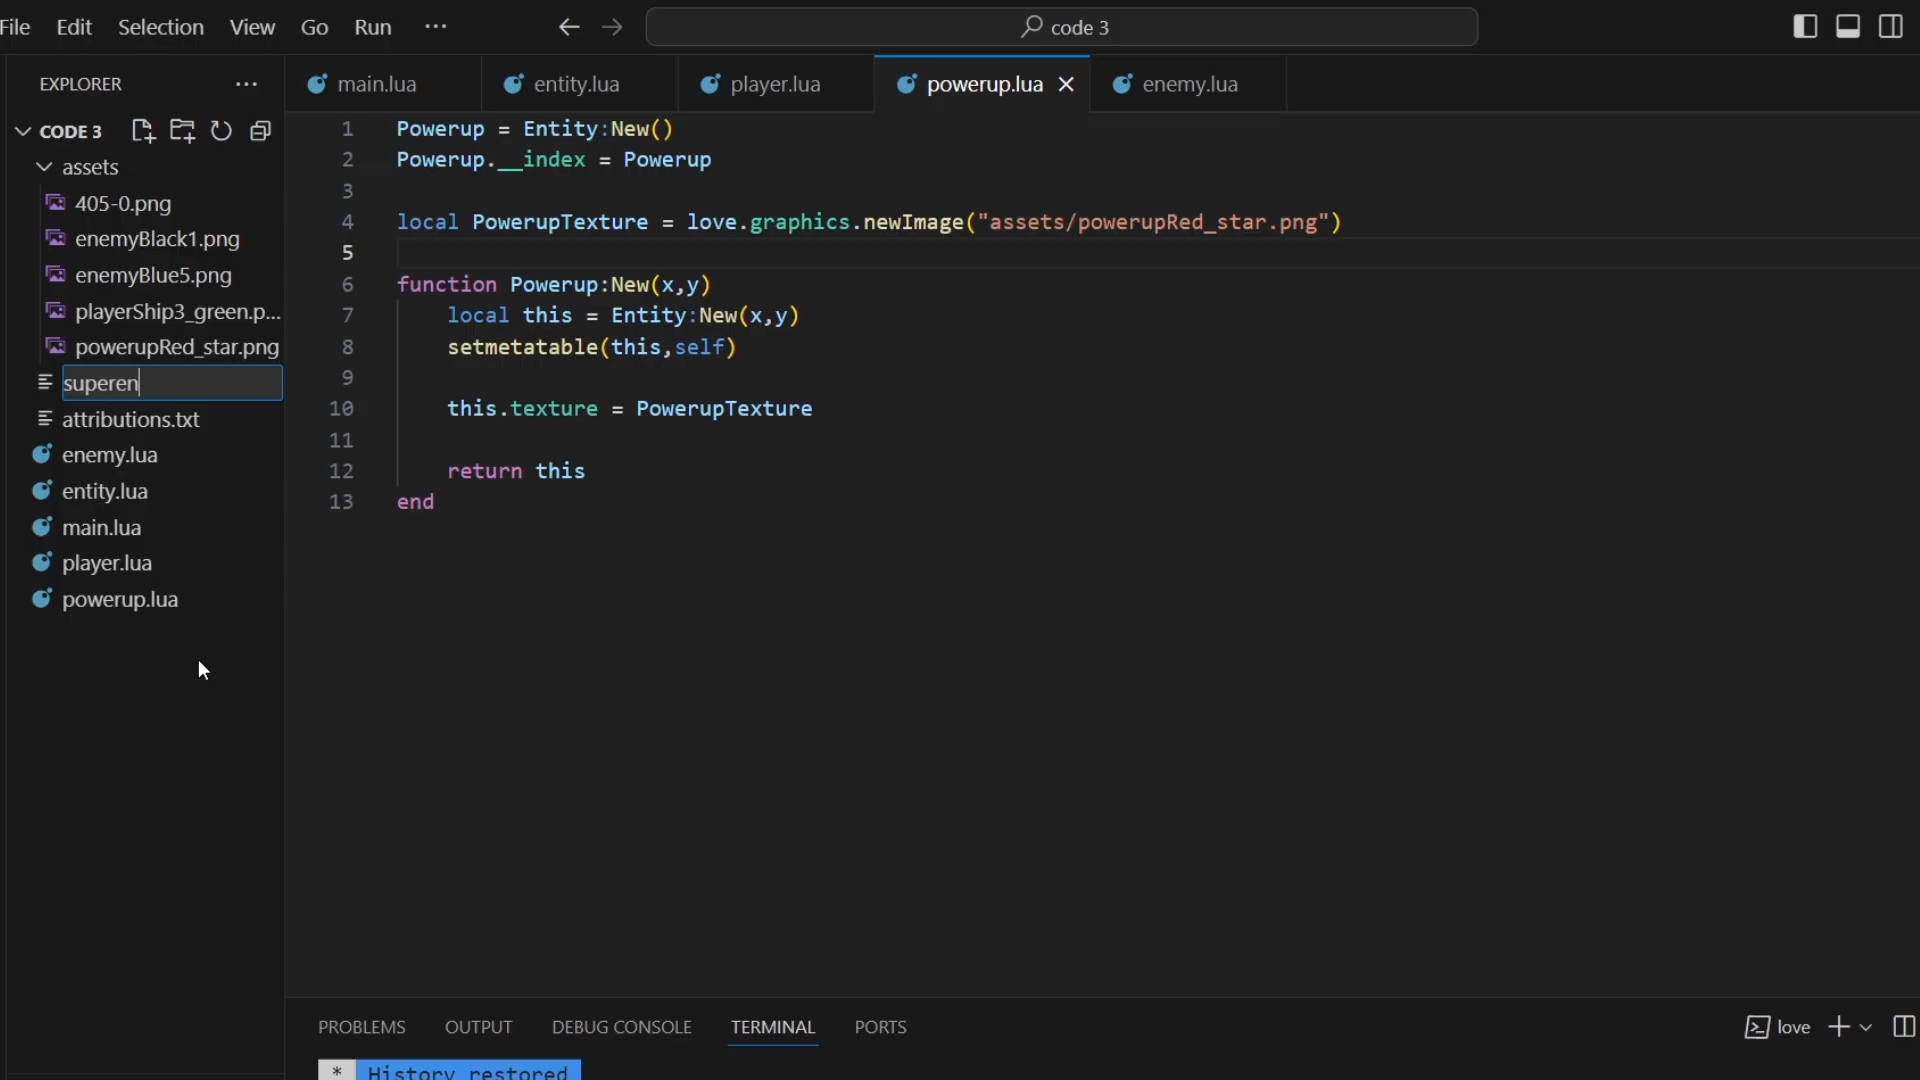 File Edit Selection View Go Run ··· code 3
EXPLORER ···
CODE 3
assets
405-0.png
enemyBlack1.png
enemyBlue5.png
playerShip3_green.p...
powerupRed_star.png
superen
attributions.txt
enemy.lua
entity.lua
main.lua
player.lua
powerup.lua
main.lua entity.lua player.lua powerup.lua enemy.lua
1 Powerup = Entity:New()
2 Powerup.__index = Powerup
3
4 local PowerupTexture = love.graphics.newImage("assets/powerupRed_star.png")
5
6 function Powerup:New(x,y)
7 local this = Entity:New(x,y)
8 setmetatable(this,self)
9
10 this.texture = PowerupTexture
11
12 return this
13 end
PROBLEMS OUTPUT DEBUG CONSOLE TERMINAL PORTS love
* History restored